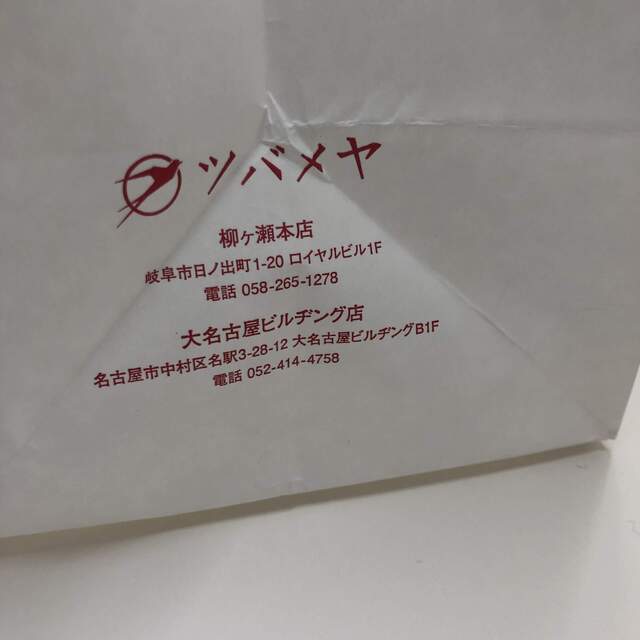 ツバメヤ
柳ヶ瀬本店
岐阜市日ノ出町1-20 ロイヤルビル1F
電話 058-265-1278
大名古屋ビルヂング店
名古屋市中村区名駅3-28-12 大名古屋ビルヂングB1F
電話 052-414-4758